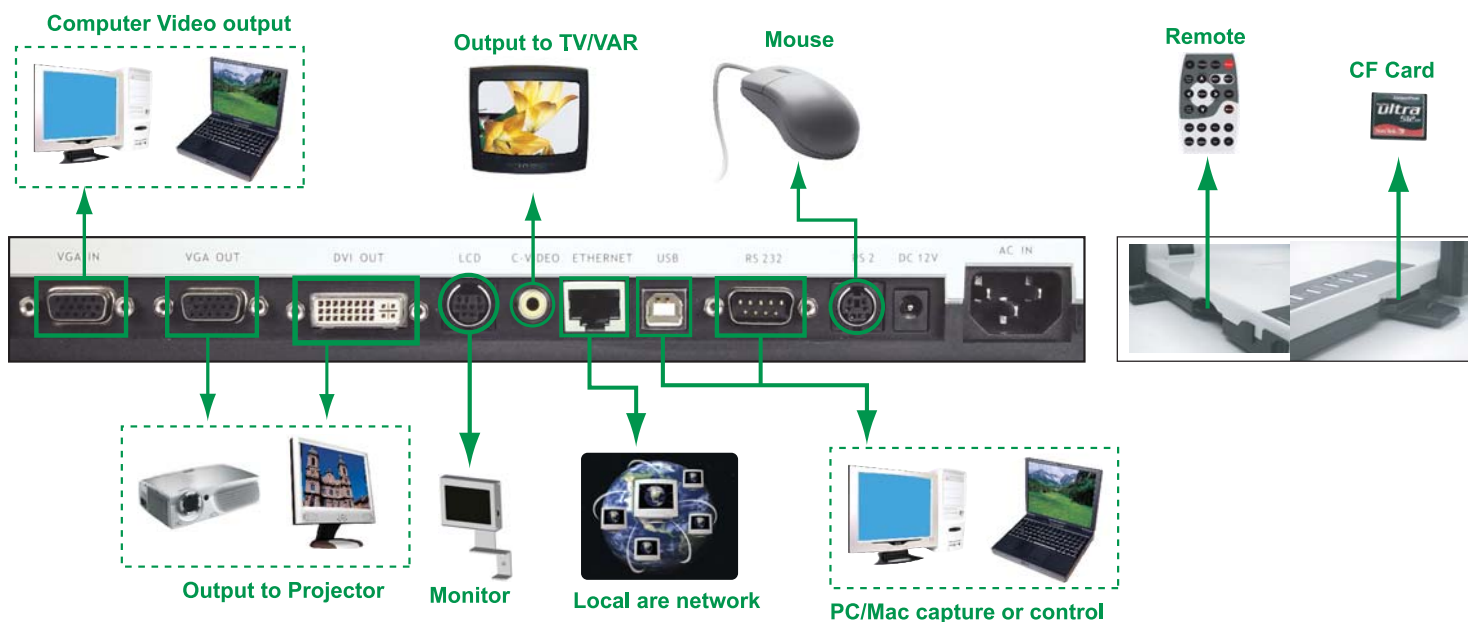 Computer Video output
Output to TV/VAR
Mouse
Remote
CF Card
ultra
VGA IN
VGA OUT
DVI OUT
LCD
C-VIDEO
ETHERNET
USB
RS 232
PS 2
DC 12V
AC IN
Output to Projector
Monitor
Local are network
PC/Mac capture or control